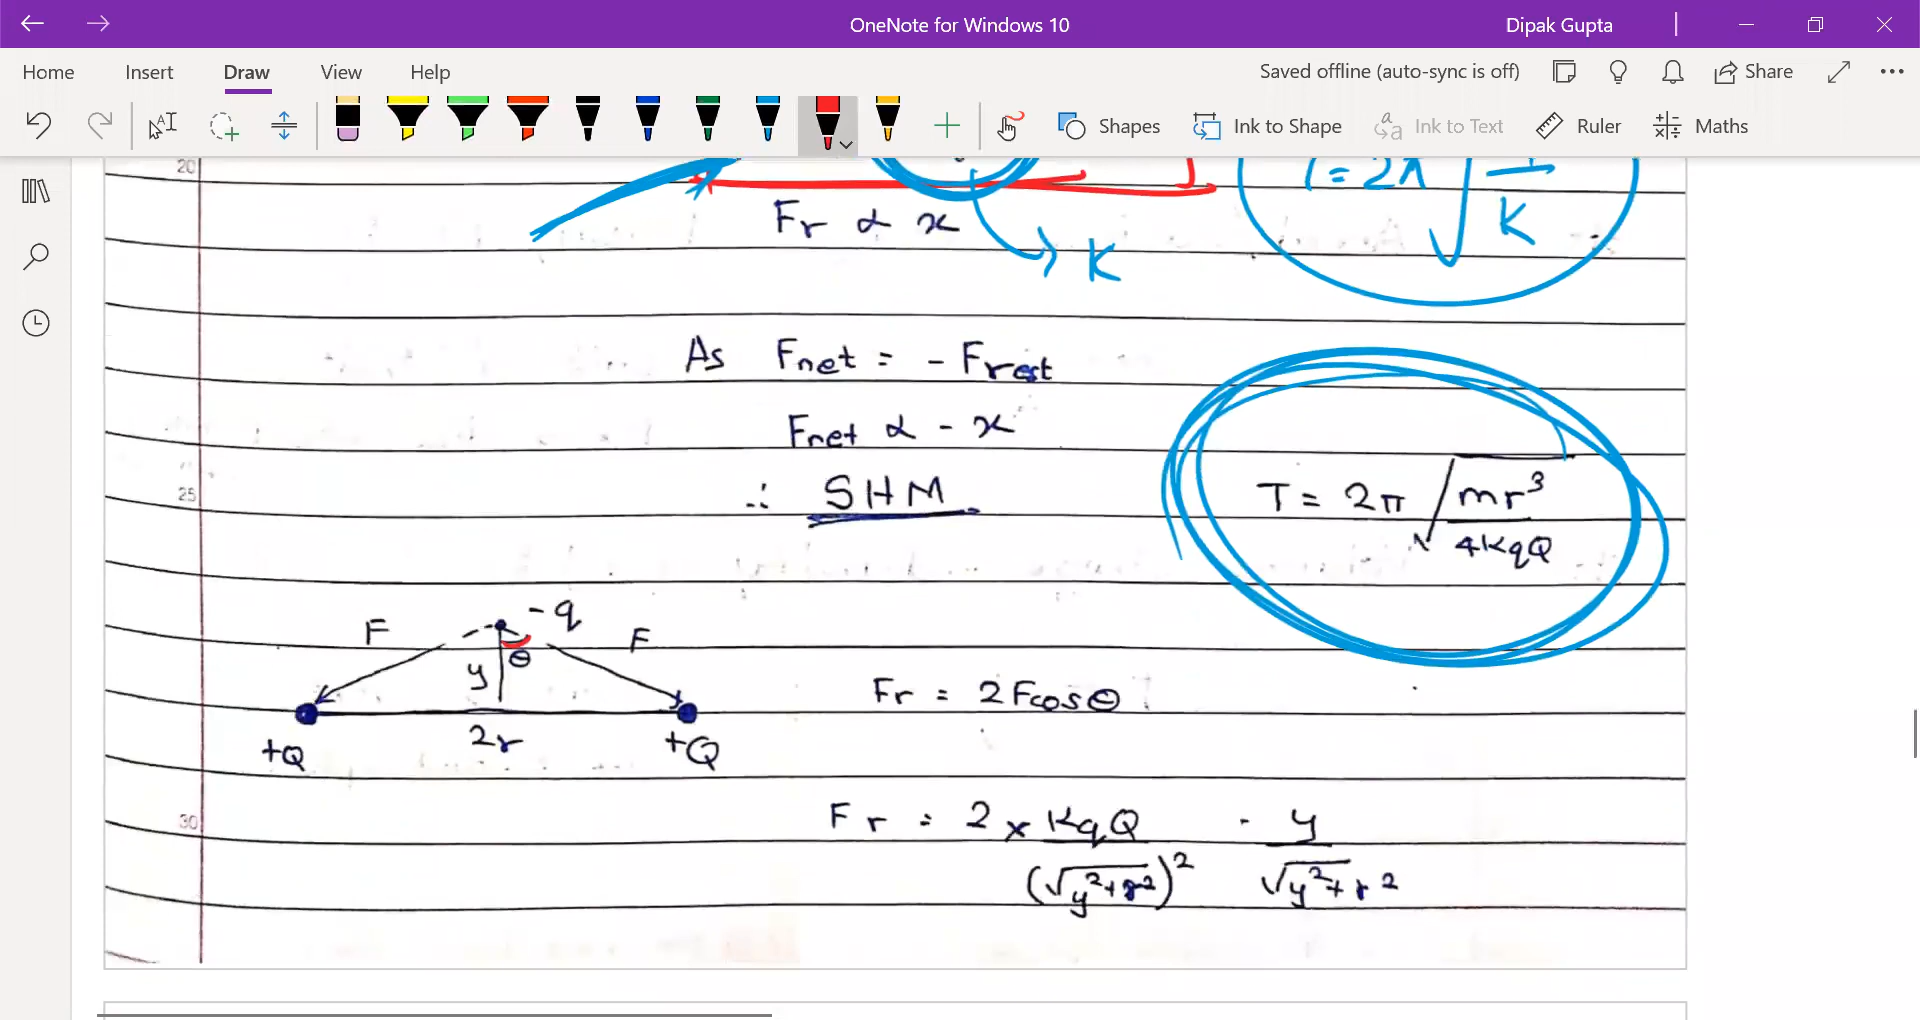 OneNote for Windows 10
Dipak Gupta
Home Insert Draw View Help
Saved offline (auto-sync is off)
Share
Shapes
Ink to Shape
Ink to Text
Ruler
Maths
20
T = 2π √
K
Fr α x
→ K
As Fnet = - Frest
Fnet α - x
25
∴ SHM
T = 2π √(mr³/4KqQ)
- q
F F
y θ
Fr = 2Fcosθ
+Q 2r +Q
30
Fr = 2 x KqQ/(√y²+r²)² · y/√y²+r²